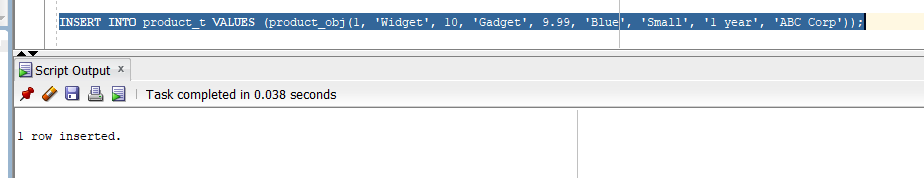 INSERT INTO product_t VALUES (product_obj(1, 'Widget', 10, 'Gadget', 9.99, 'Blue', 'Small', '1 year', 'ABC Corp'));
Script Output x
Task completed in 0.038 seconds
1 row inserted.